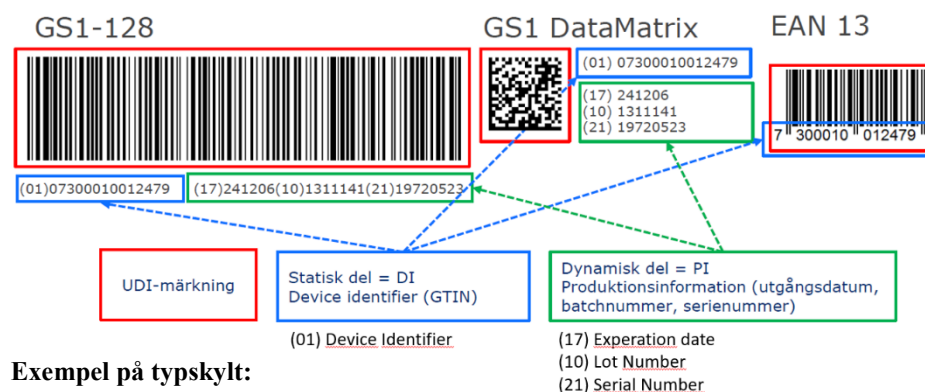 GS1-128
GS1 DataMatrix
EAN 13
(01) 07300010012479
(17) 241206
(10) 1311141
(21) 19720523
7 300010 012479
(01)07300010012479
(17)241206(10)1311141(21)19720523
UDI-märkning
Statisk del = DI
Device identifier (GTIN)
Dynamisk del = PI
Produktionsinformation (utgångsdatum,
batchnummer, serienummer)
(01) Device Identifier
(17) Experation date
(10) Lot Number
(21) Serial Number
Exempel på typskylt: